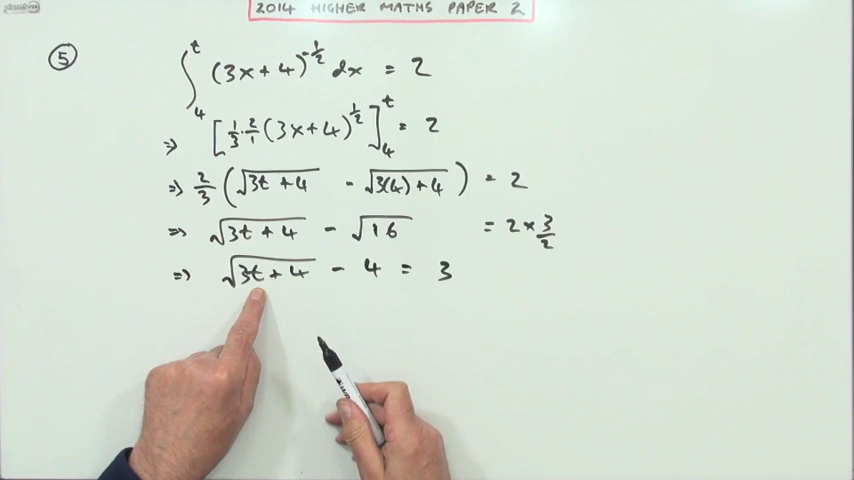 2014 HIGHER MATHS PAPER 2
5 ∫₄ᵗ (3x+4)^(-1/2) dx = 2
⇒ [1/3 · 2/1 (3x+4)^(1/2)]₄ᵗ = 2
⇒ 2/3 (√(3t+4) - √(3(4)+4)) = 2
⇒ √(3t+4) - √16 = 2 × 3/2
⇒ √(3t+4) - 4 = 3